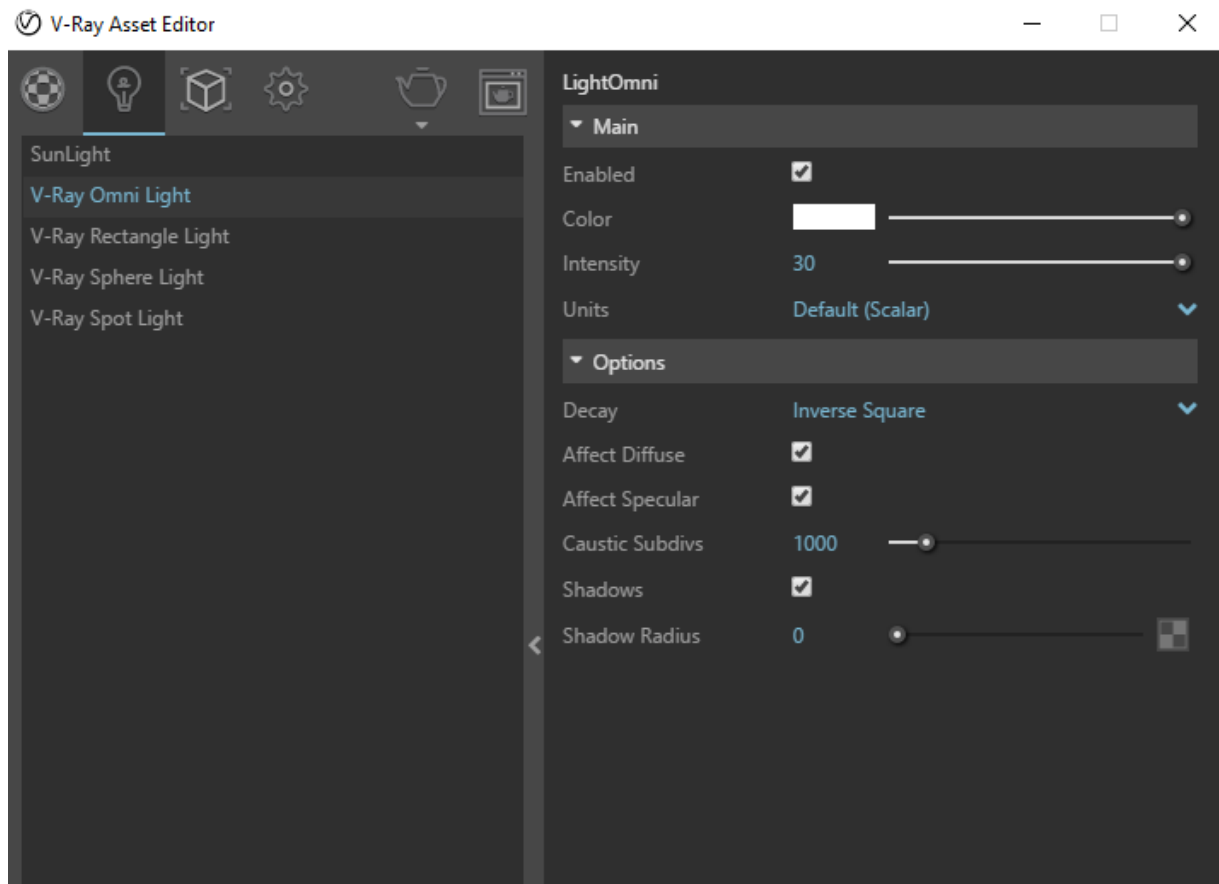 V-Ray Asset Editor
SunLight
V-Ray Omni Light
V-Ray Rectangle Light
V-Ray Sphere Light
V-Ray Spot Light
LightOmni
Main
Enabled
Color
Intensity 30
Units Default (Scalar)
Options
Decay Inverse Square
Affect Diffuse
Affect Specular
Caustic Subdivs 1000
Shadows
Shadow Radius 0